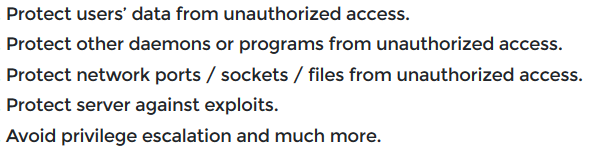 Protect users’ data from unauthorized access.
Protect other daemons or programs from unauthorized access.
Protect network ports / sockets / files from unauthorized access.
Protect server against exploits.
Avoid privilege escalation and much more.